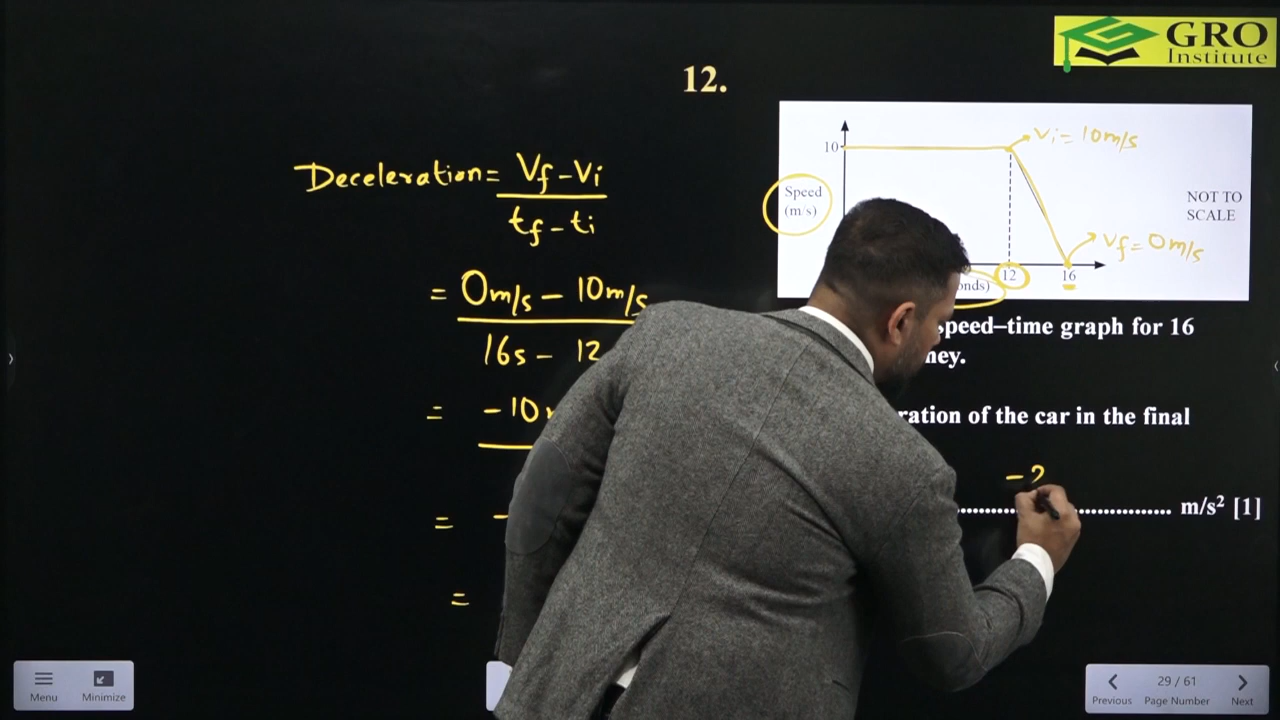 GRO
Institute
12.
Deceleration = Vf - Vi
tf - ti
= 0m/s - 10m/s
16s - 12
= -10
= -
=
10
Speed
(m/s)
Vi = 10m/s
NOT TO
SCALE
Vf = 0m/s
12
16
speed–time graph for 16
of the car in the final
-2
m/s² [1]
Menu
Minimize
Previous
29 / 61
Page Number
Next